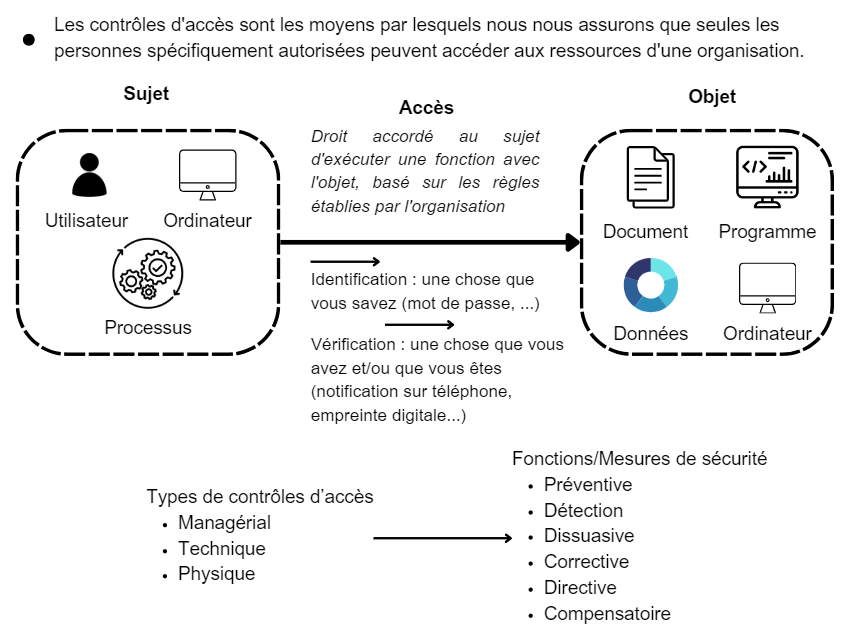 Les contrôles d'accès sont les moyens par lesquels nous nous assurons que seules les
personnes spécifiquement autorisées peuvent accéder aux ressources d'une organisation.
Sujet
Utilisateur
Ordinateur
Processus
Accès
Droit accordé au sujet
d'exécuter une fonction avec
l'objet, basé sur les règles
établies par l'organisation
Identification : une chose que
vous savez (mot de passe, ...)
Vérification : une chose que vous
avez et/ou que vous êtes
(notification sur téléphone,
empreinte digitale...)
Objet
Document
Programme
Données
Ordinateur
Types de contrôles d'accès
• Managérial
• Technique
• Physique
Fonctions/Mesures de sécurité
• Préventive
• Détection
• Dissuasive
• Corrective
• Directive
• Compensatoire